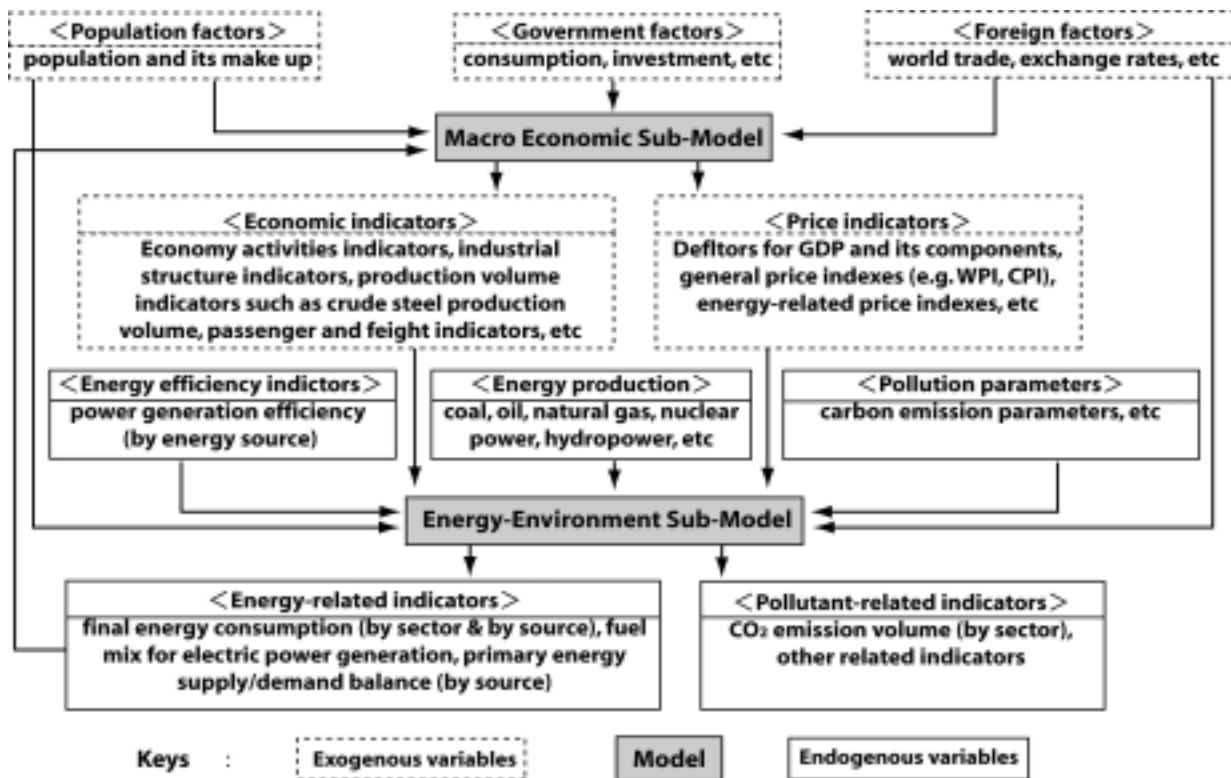 <Population factors>
population and its make up
<Government factors>
consumption, investment, etc
<Foreign factors>
world trade, exchange rates, etc
Macro Economic Sub-Model
<Economic indicators>
Economy activities indicators, industrial
structure indicators, production volume
indicators such as crude steel production
volume, passenger and feight indicators, etc
<Price indicators>
Defltors for GDP and its components,
general price indexes (e.g. WPI, CPI),
energy-related price indexes, etc
<Energy efficiency indictors>
power generation efficiency
(by energy source)
<Energy production>
coal, oil, natural gas, nuclear
power, hydropower, etc
<Pollution parameters>
carbon emission parameters, etc
Energy-Environment Sub-Model
<Energy-related indicators>
final energy consumption (by sector & by source), fuel
mix for electric power generation, primary energy
supply/demand balance (by source)
<Pollutant-related indicators>
CO₂ emission volume (by sector),
other related indicators
Keys : Exogenous variables Model Endogenous variables